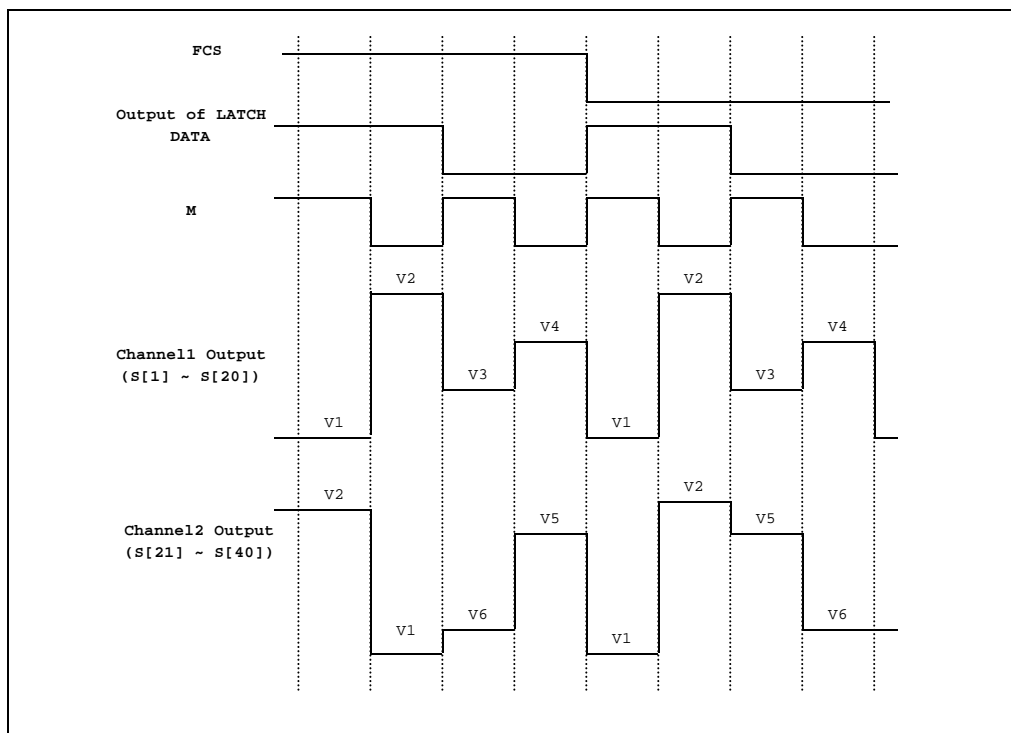 FCS
Output of LATCH
DATA
M
V2
V2
V4
V4
Channel1 Output
(S[1] ~ S[20])
V3
V3
V1
V1
V2
V2
Channel2 Output
(S[21] ~ S[40])
V5
V5
V6
V6
V1
V1